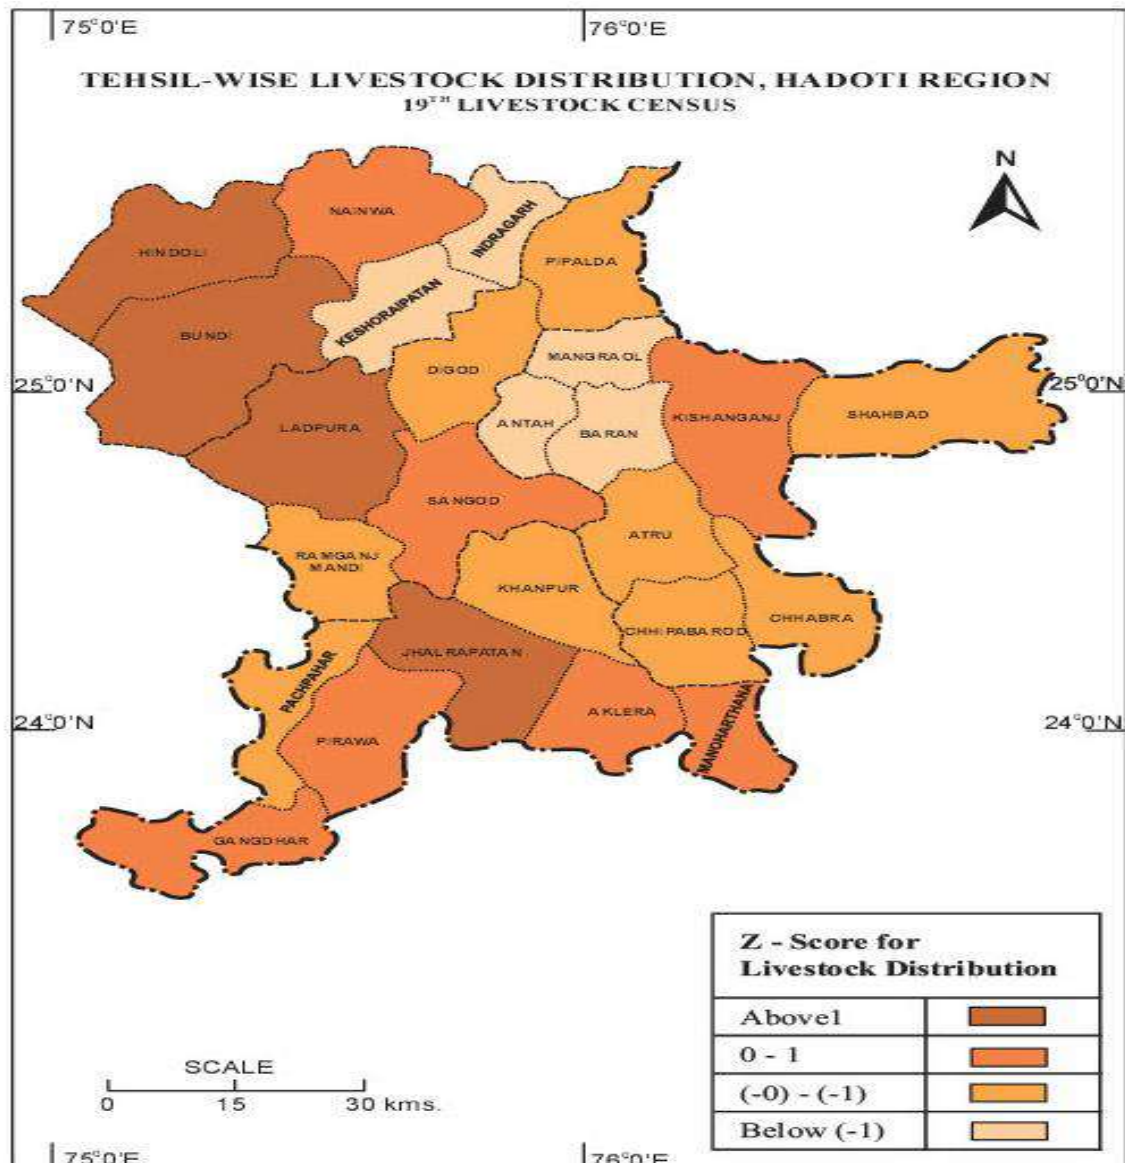 75°0'E
76°0'E
TEHSIL-WISE LIVESTOCK DISTRIBUTION, HADOTI REGION
19TH LIVESTOCK CENSUS
N
NAINWA
INDRAGARH
HINDOLI
PIPALDA
KESHORAIPATAN
BUNDI
MANGRAOL
DIGOD
25°0'N
25°0'N
SHAHBAD
KISHANGANJ
ANTAH
LADPURA
BARAN
SANGOD
ATRU
RAMGANJ
MANDI
KHANPUR
CHHABRA
CHHIPABAROD
JHALRAPATAN
PACHPAHAR
AKLERA
MANOHARTHANA
24°0'N
24°0'N
PIRAWA
GANGDHAR
Z - Score for
Livestock Distribution
Above1
0 - 1
(-0) - (-1)
Below (-1)
SCALE
0 15 30 kms.
75°0'E
76°0'E